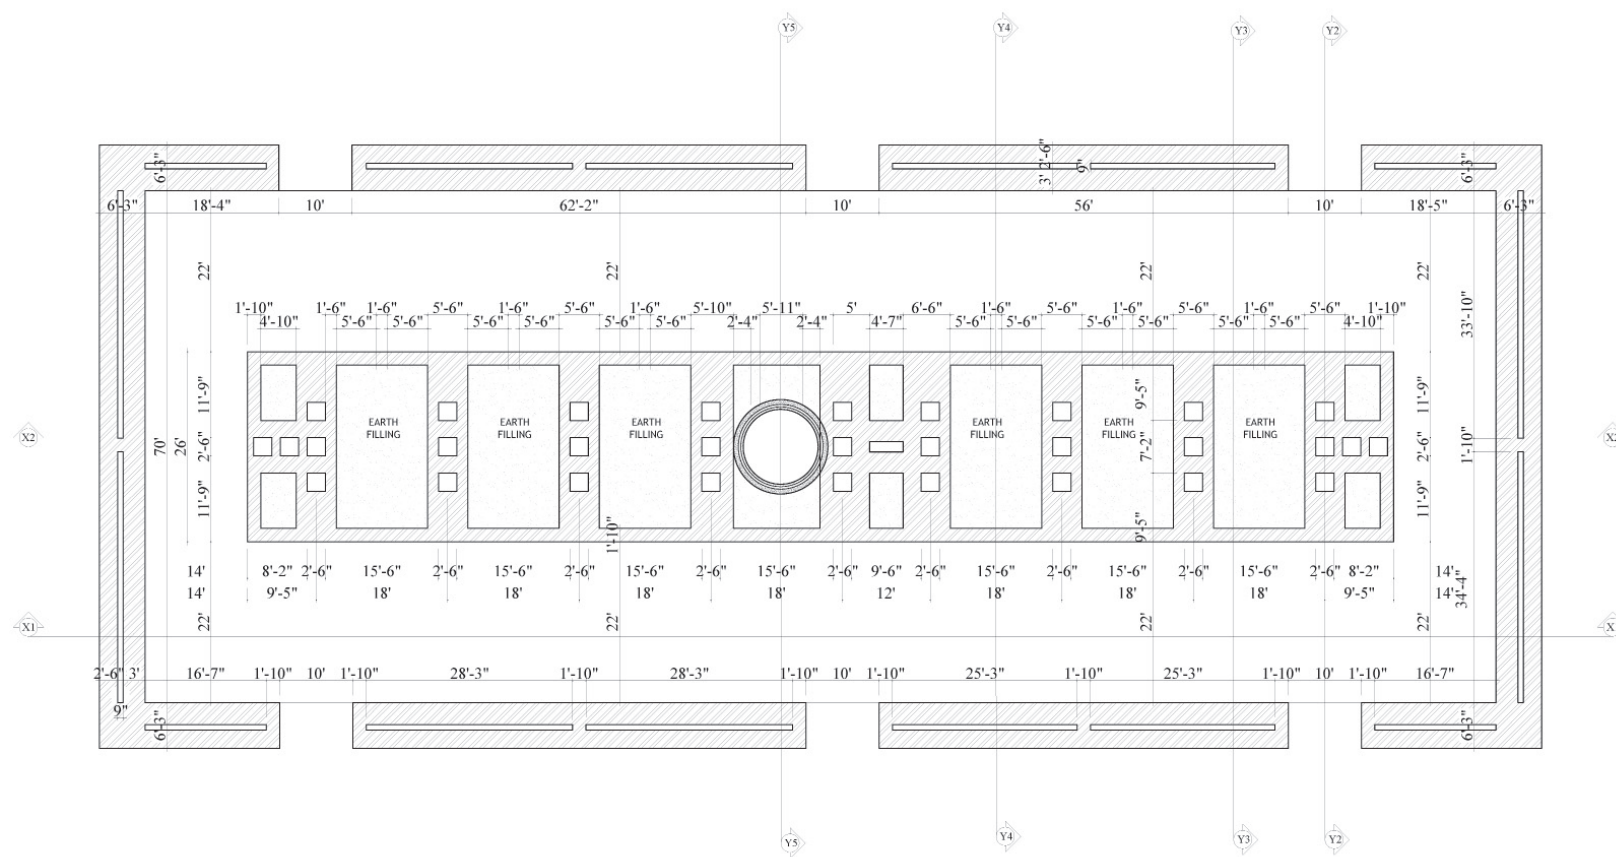 Y5 Y4 Y3 Y2
6'-3" 3' 2'-6" 9" 6'-3"
6'-3" 18'-4" 10' 62'-2" 10' 56' 10' 18'-5" 6'-3"
22' 22' 22' 22'
33'-10"
1'-10" 1'-6" 1'-6" 5'-6" 1'-6" 5'-6" 1'-6" 5'-10" 5'-11" 5' 6'-6" 1'-6" 5'-6" 1'-6" 5'-6" 1'-6" 5'-6" 1'-10"
4'-10" 5'-6" 5'-6" 5'-6" 5'-6" 5'-6" 5'-6" 2'-4" 2'-4" 4'-7" 5'-6" 5'-6" 5'-6" 5'-6" 5'-6" 5'-6" 4'-10"
11'-9" 9'-5" 11'-9"
EARTH EARTH EARTH EARTH EARTH EARTH
FILLING FILLING FILLING FILLING FILLING FILLING
X2 70' 26' 2'-6" 7'-2" 2'-6" 1'-10" X2
11'-9" 11'-9"
1'-10" 9'-5"
14' 8'-2" 2'-6" 15'-6" 2'-6" 15'-6" 2'-6" 15'-6" 2'-6" 15'-6" 2'-6" 9'-6" 2'-6" 15'-6" 2'-6" 15'-6" 2'-6" 15'-6" 2'-6" 8'-2" 14'
14' 9'-5" 18' 18' 18' 18' 12' 18' 18' 18' 9'-5" 14' 34'-4"
X1 22' 22' 22' 22' X
2'-6" 3' 16'-7" 1'-10" 10' 1'-10" 28'-3" 1'-10" 28'-3" 1'-10" 10' 1'-10" 25'-3" 1'-10" 25'-3" 1'-10" 10' 1'-10" 16'-7"
9" 6'-3" 6'-3"
Y5 Y4 Y3 Y2